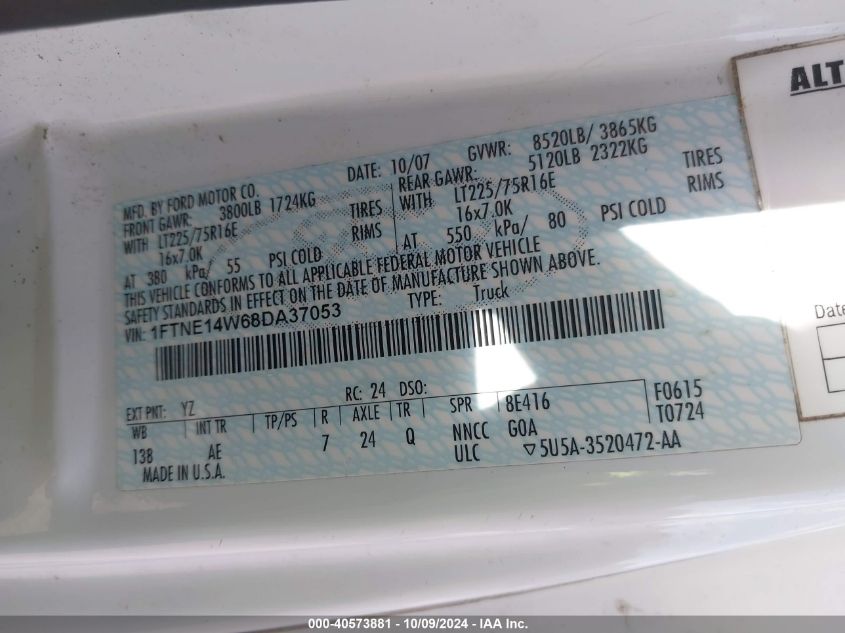 MFD. BY FORD MOTOR CO.
DATE: 10/07 GVWR: 8520LB/ 3865KG
FRONT GAWR: 3800LB 1724KG
REAR GAWR: 5120LB 2322KG
WITH LT225/75R16E TIRES
WITH LT225/75R16E TIRES
16x7.0K RIMS
16x7.0K RIMS
AT 380 kPa/ 55 PSI COLD
AT 550 kPa/ 80 PSI COLD
THIS VEHICLE CONFORMS TO ALL APPLICABLE FEDERAL MOTOR VEHICLE
SAFETY STANDARDS IN EFFECT ON THE DATE OF MANUFACTURE SHOWN ABOVE.
VIN: 1FTNE14W68DA37053
TYPE: Truck
EXT PNT: YZ RC: 24 DSO:
WB INT TR TP/PS R AXLE TR SPR 8E416 F0615
138 AE 7 24 Q NNCC GOA T0724
MADE IN U.S.A. ULC ▽5U5A-3520472-AA
ALT
Date
000-40573881 - 10/09/2024 - IAA Inc.